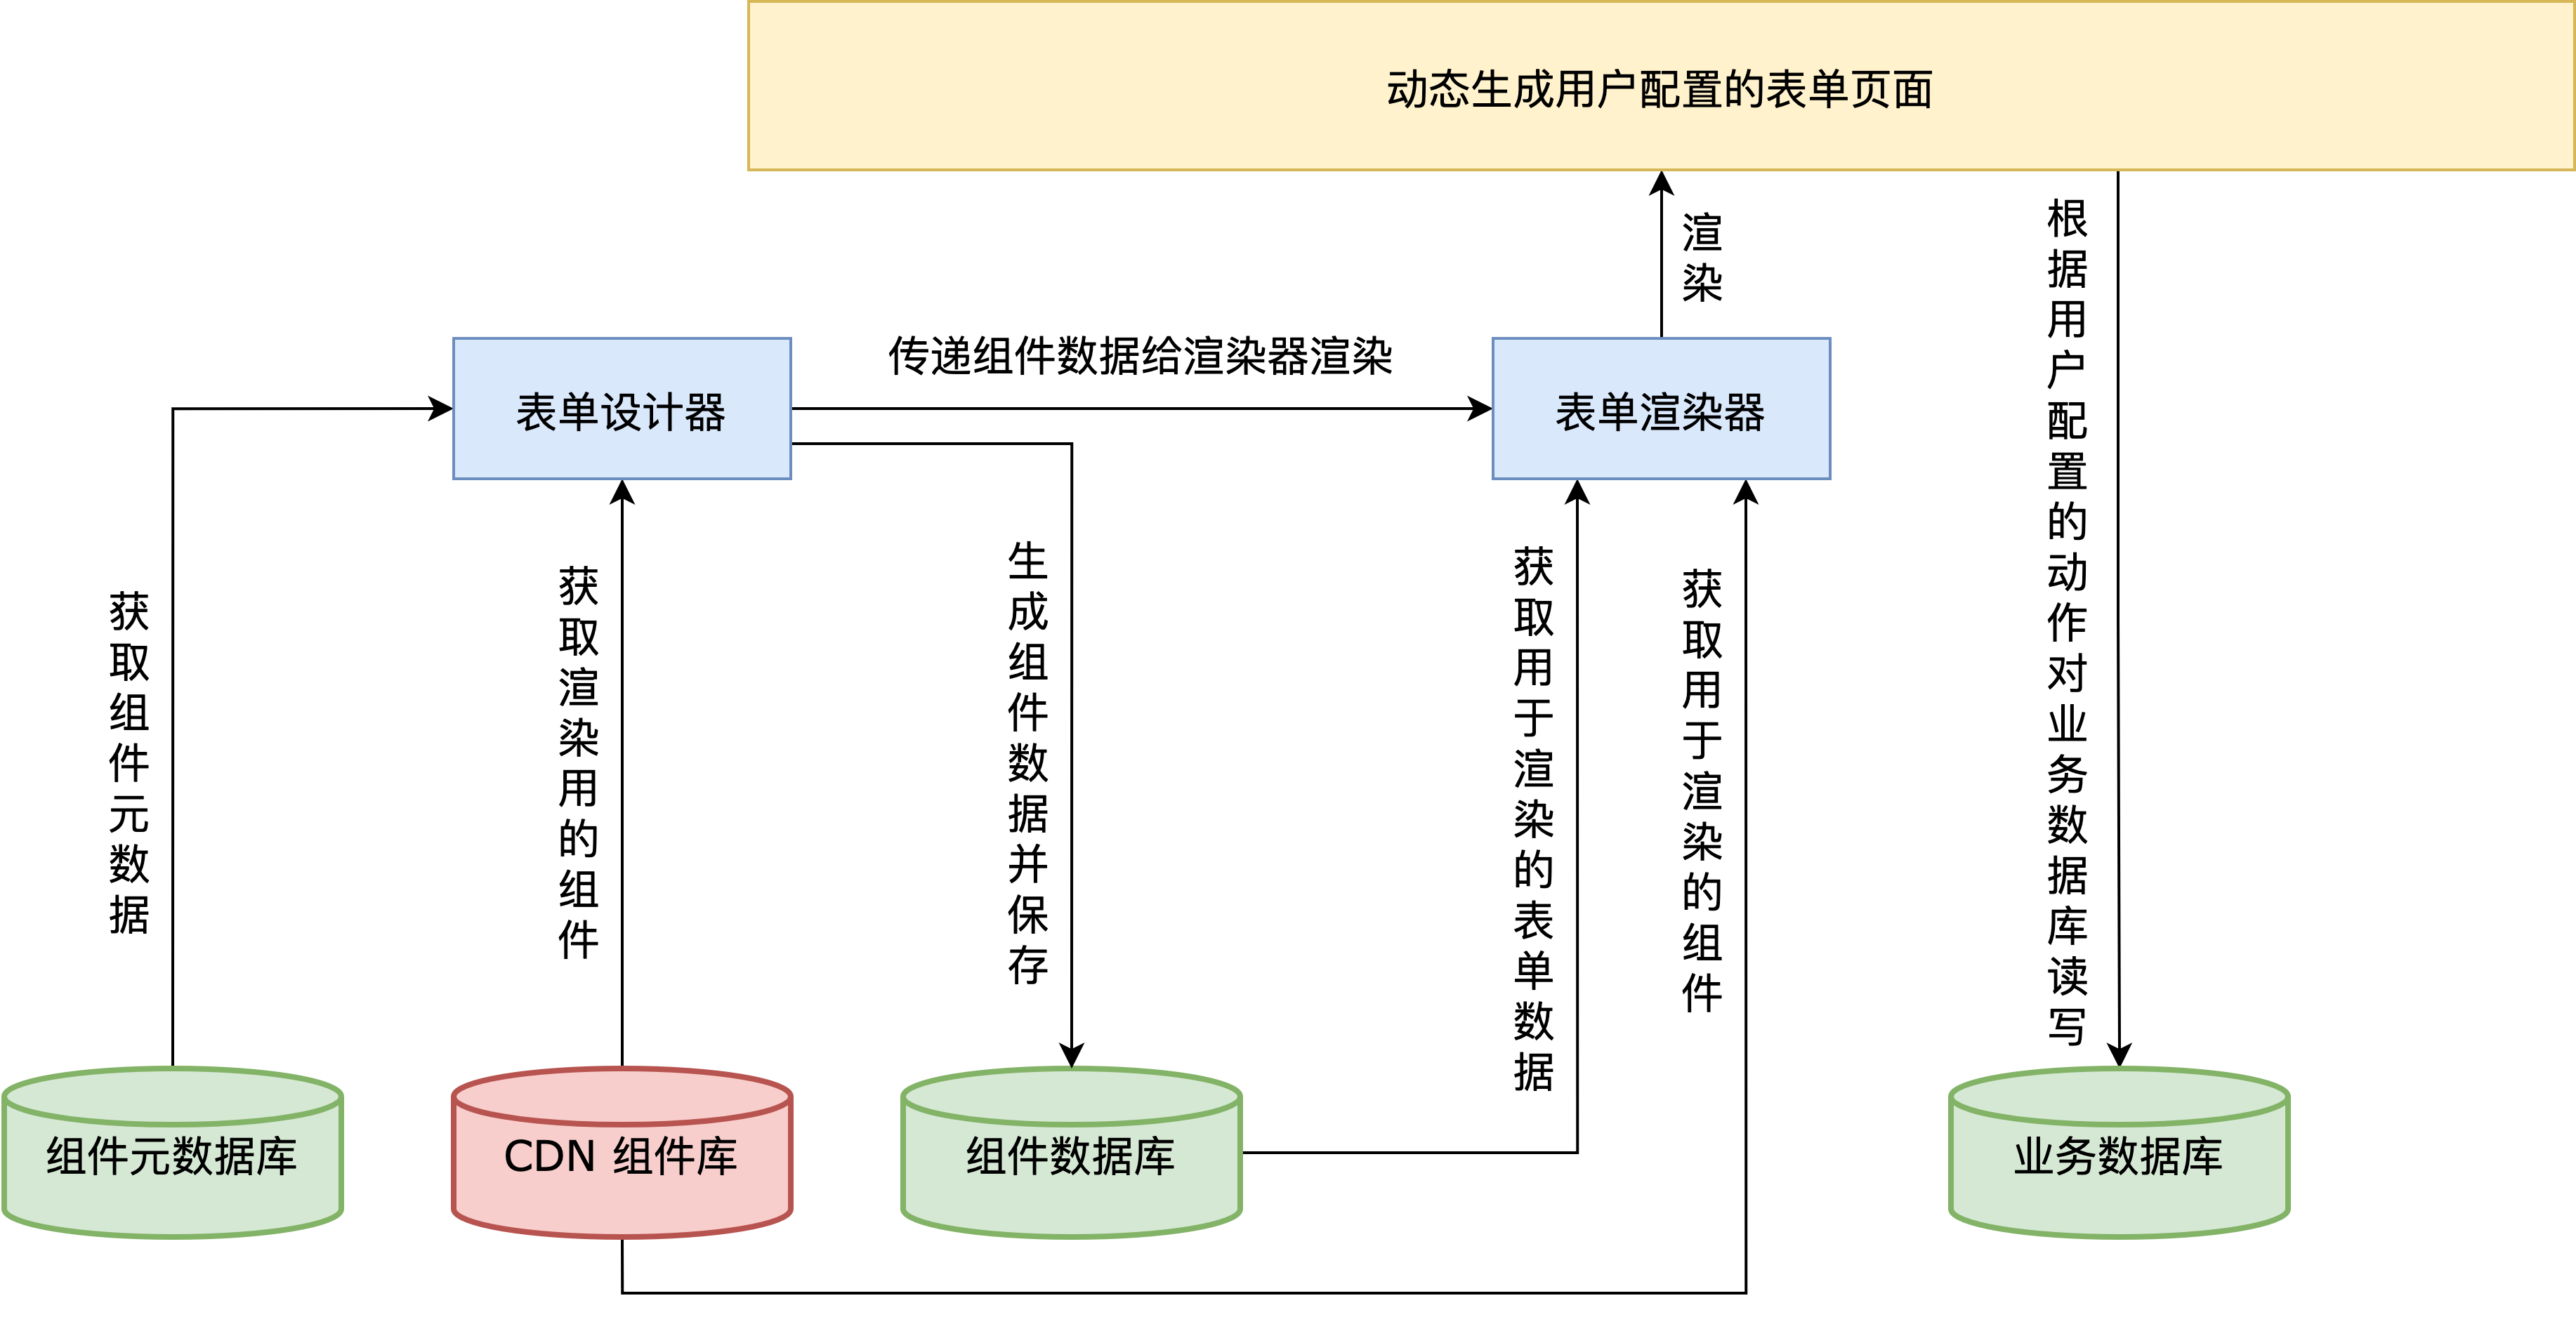 动态生成用户配置的表单页面
渲染
传递组件数据给渲染器渲染
表单设计器
表单渲染器
获取组件元数据
获取渲染用的组件
生成组件数据并保存
获取用于渲染的表单数据
获取用于渲染的组件
根据用户配置的动作对业务数据库读写
组件元数据库
CDN 组件库
组件数据库
业务数据库